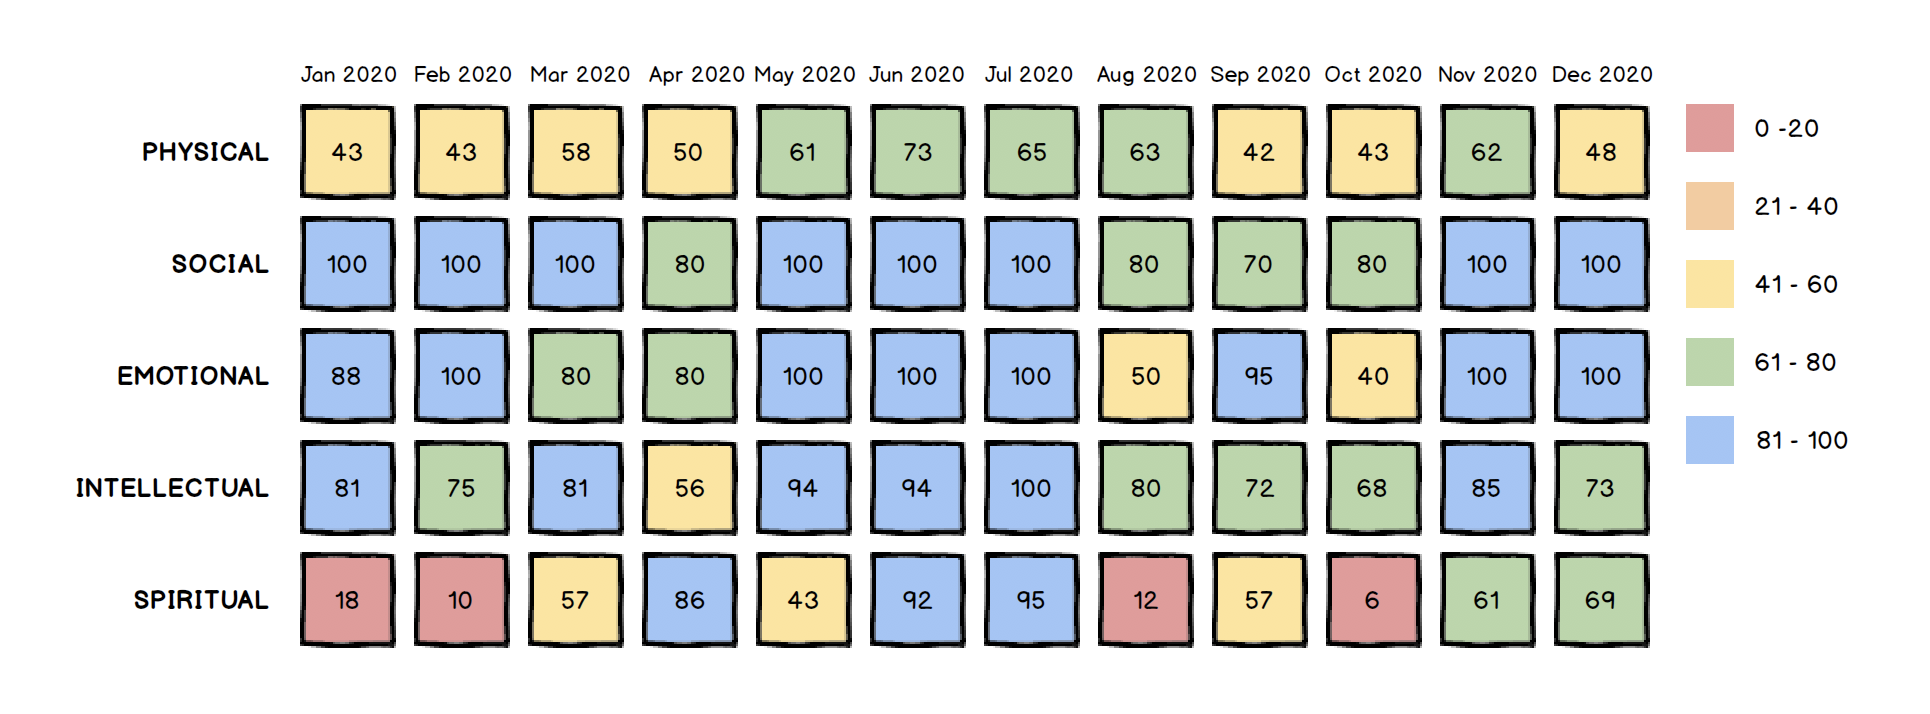 Jan 2020 Feb 2020 Mar 2020 Apr 2020 May 2020 Jun 2020 Jul 2020 Aug 2020 Sep 2020 Oct 2020 Nov 2020 Dec 2020
PHYSICAL 43 43 58 50 61 73 65 63 42 43 62 48
SOCIAL 100 100 100 80 100 100 100 80 70 80 100 100
EMOTIONAL 88 100 80 80 100 100 100 50 95 40 100 100
INTELLECTUAL 81 75 81 56 94 94 100 80 72 68 85 73
SPIRITUAL 18 10 57 86 43 92 95 12 57 6 61 69
0 -20
21 - 40
41 - 60
61 - 80
81 - 100